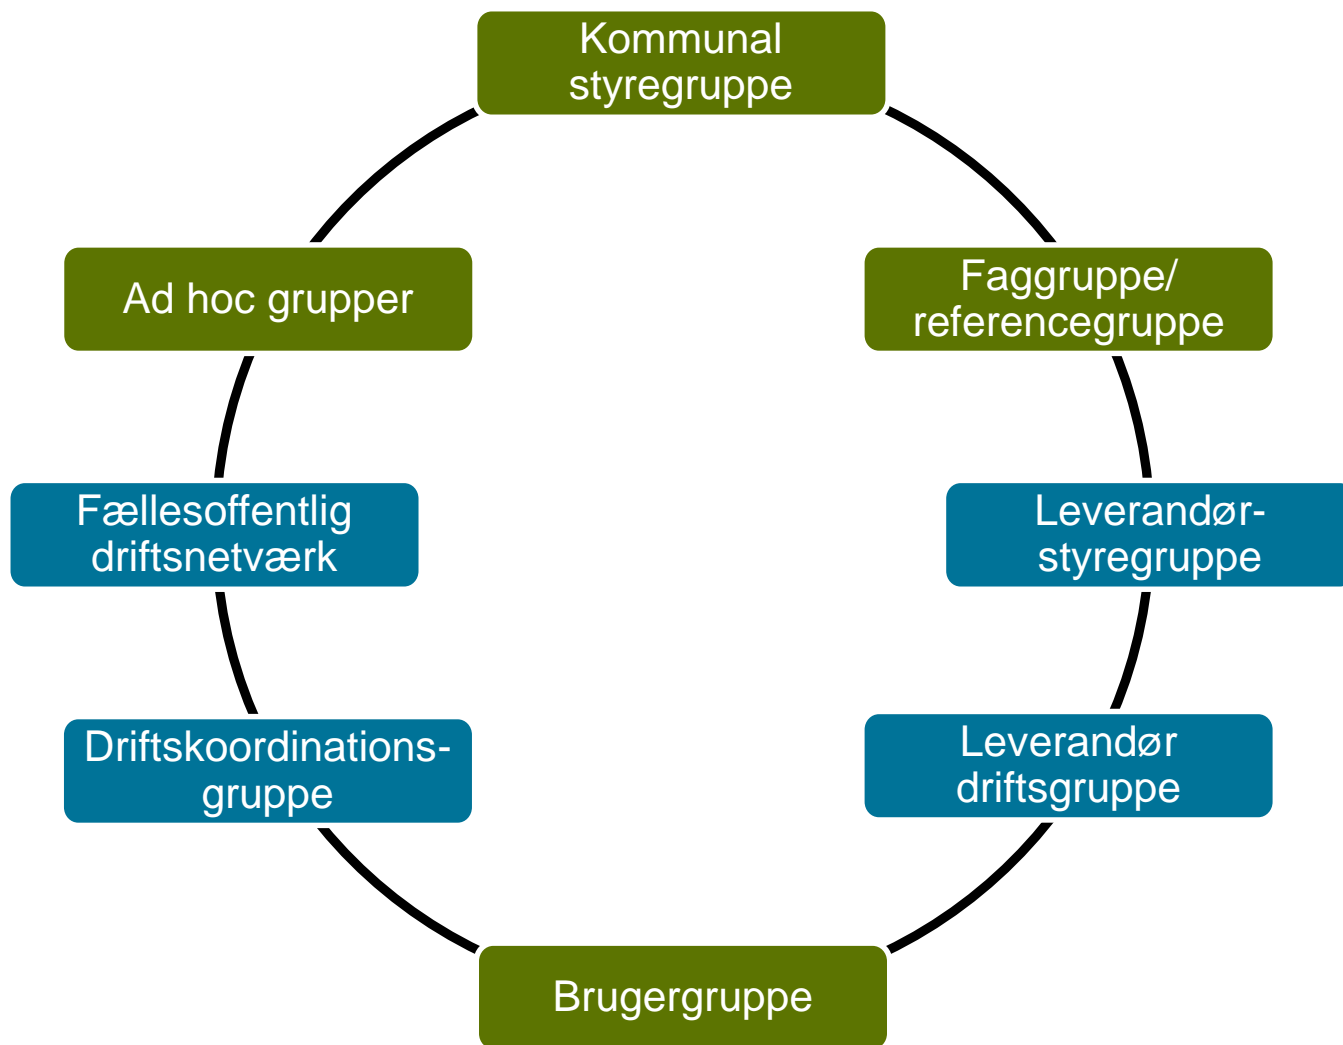 Kommunal
styregruppe
Ad hoc grupper
Faggruppe/
referencegruppe
Fællesoffentlig
driftsnetværk
Leverandør-
styregruppe
Driftskoordinations-
gruppe
Leverandør
driftsgruppe
Brugergruppe